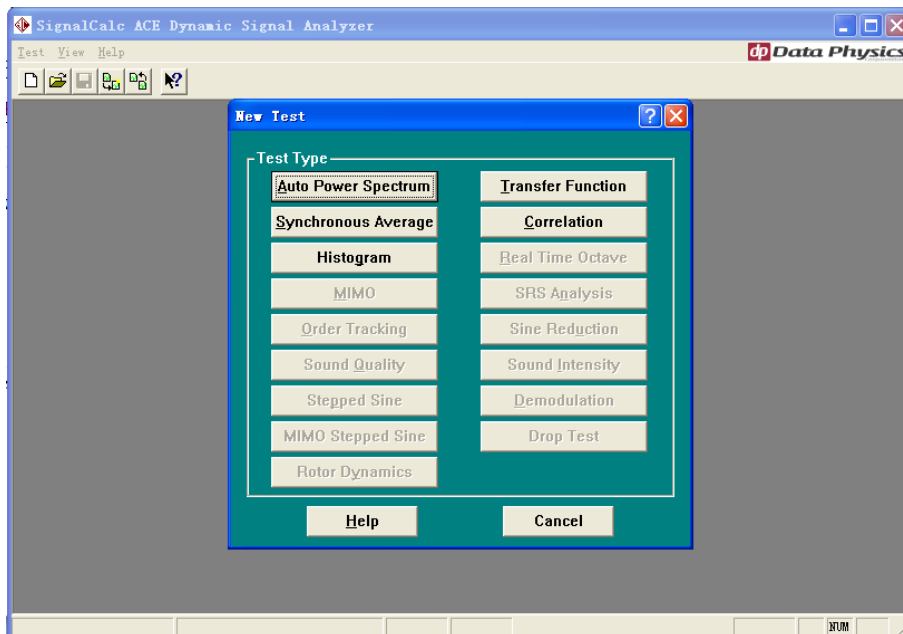 SignalCalc ACE Dynamic Signal Analyzer
Test View Help
dp Data Physics
New Test
Test Type
Auto Power Spectrum
Transfer Function
Synchronous Average
Correlation
Histogram
Real Time Octave
MIMO
SRS Analysis
Order Tracking
Sine Reduction
Sound Quality
Sound Intensity
Stepped Sine
Demodulation
MIMO Stepped Sine
Drop Test
Rotor Dynamics
Help
Cancel
NUM